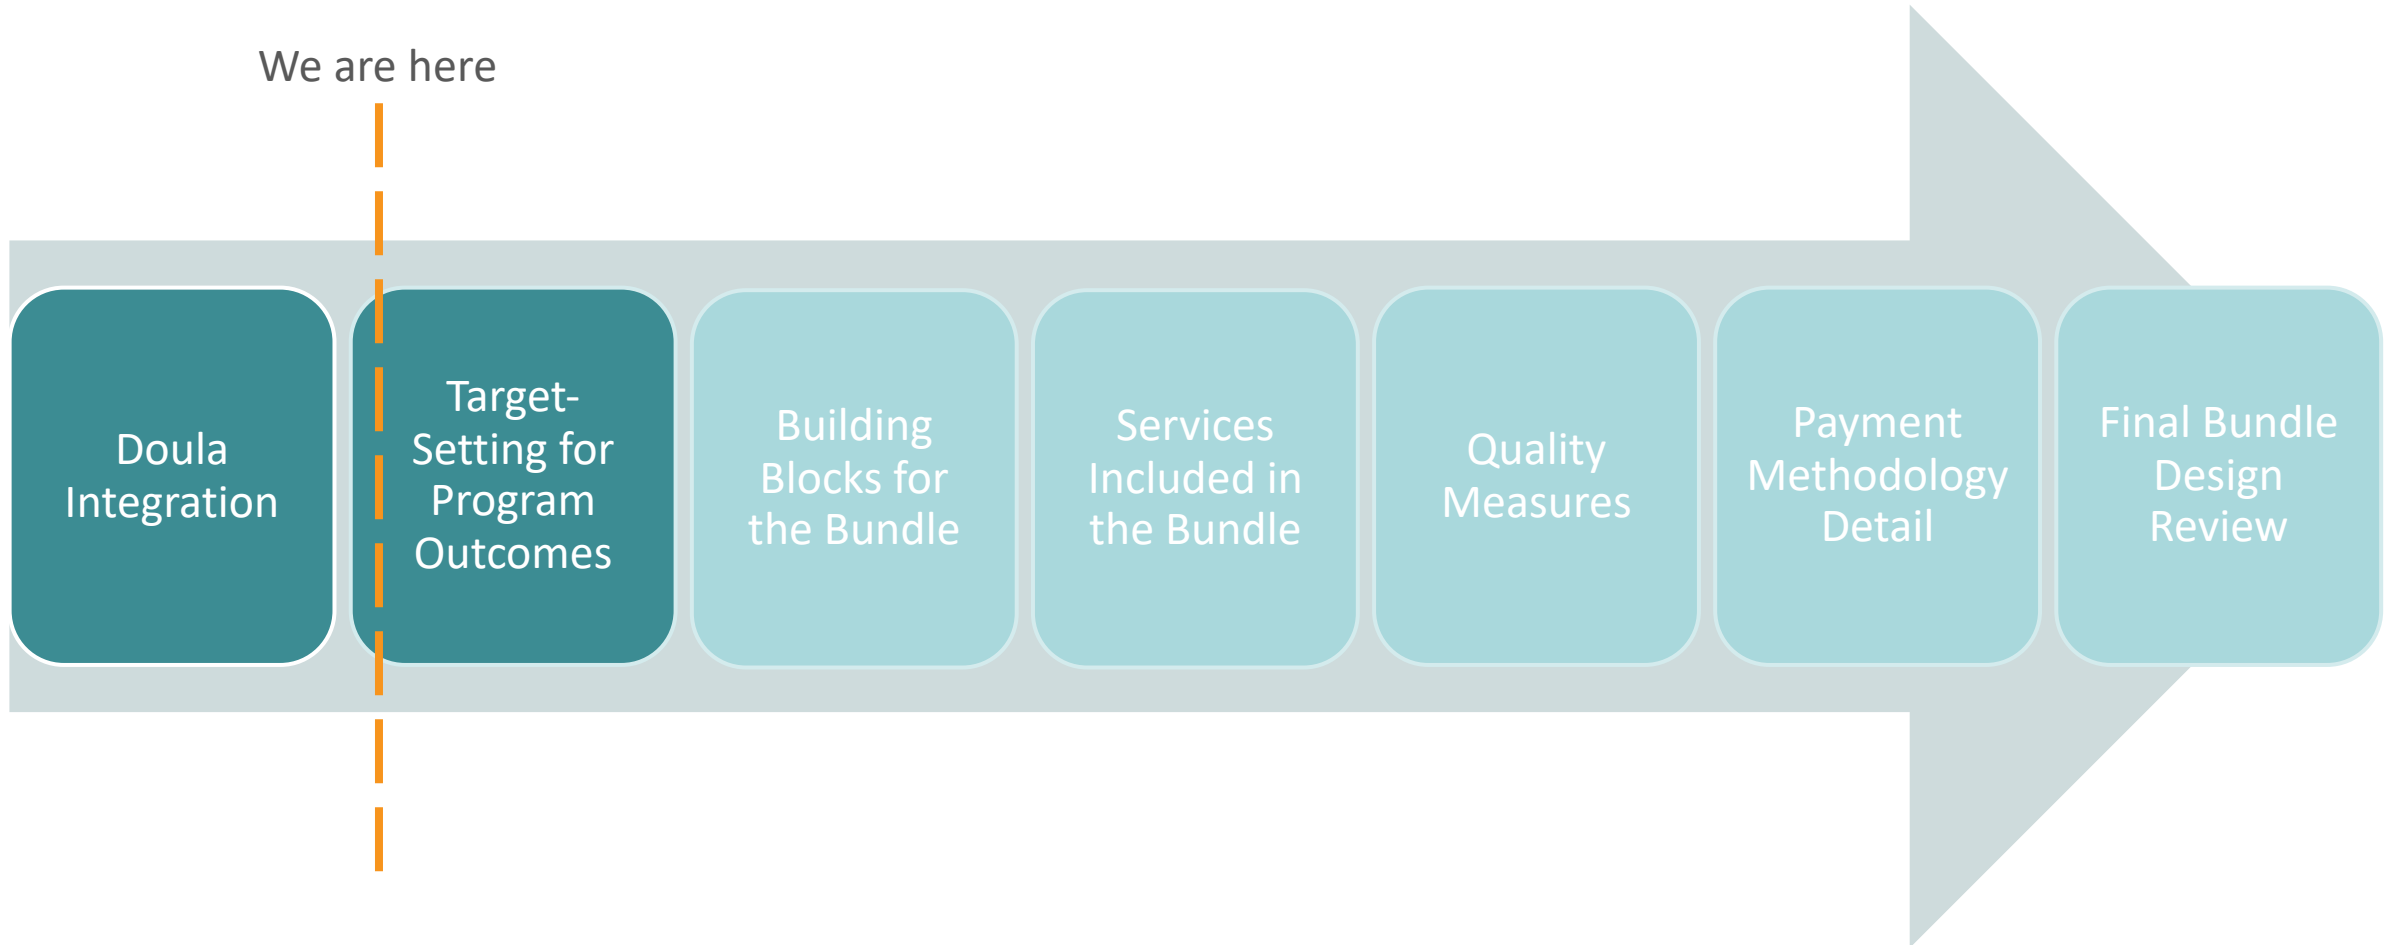 We are here
Doula
Integration
Target-
Setting for
Program
Outcomes
Building
Blocks for
the Bundle
Services
Included in
the Bundle
Quality
Measures
Payment
Methodology
Detail
Final Bundle
Design
Review